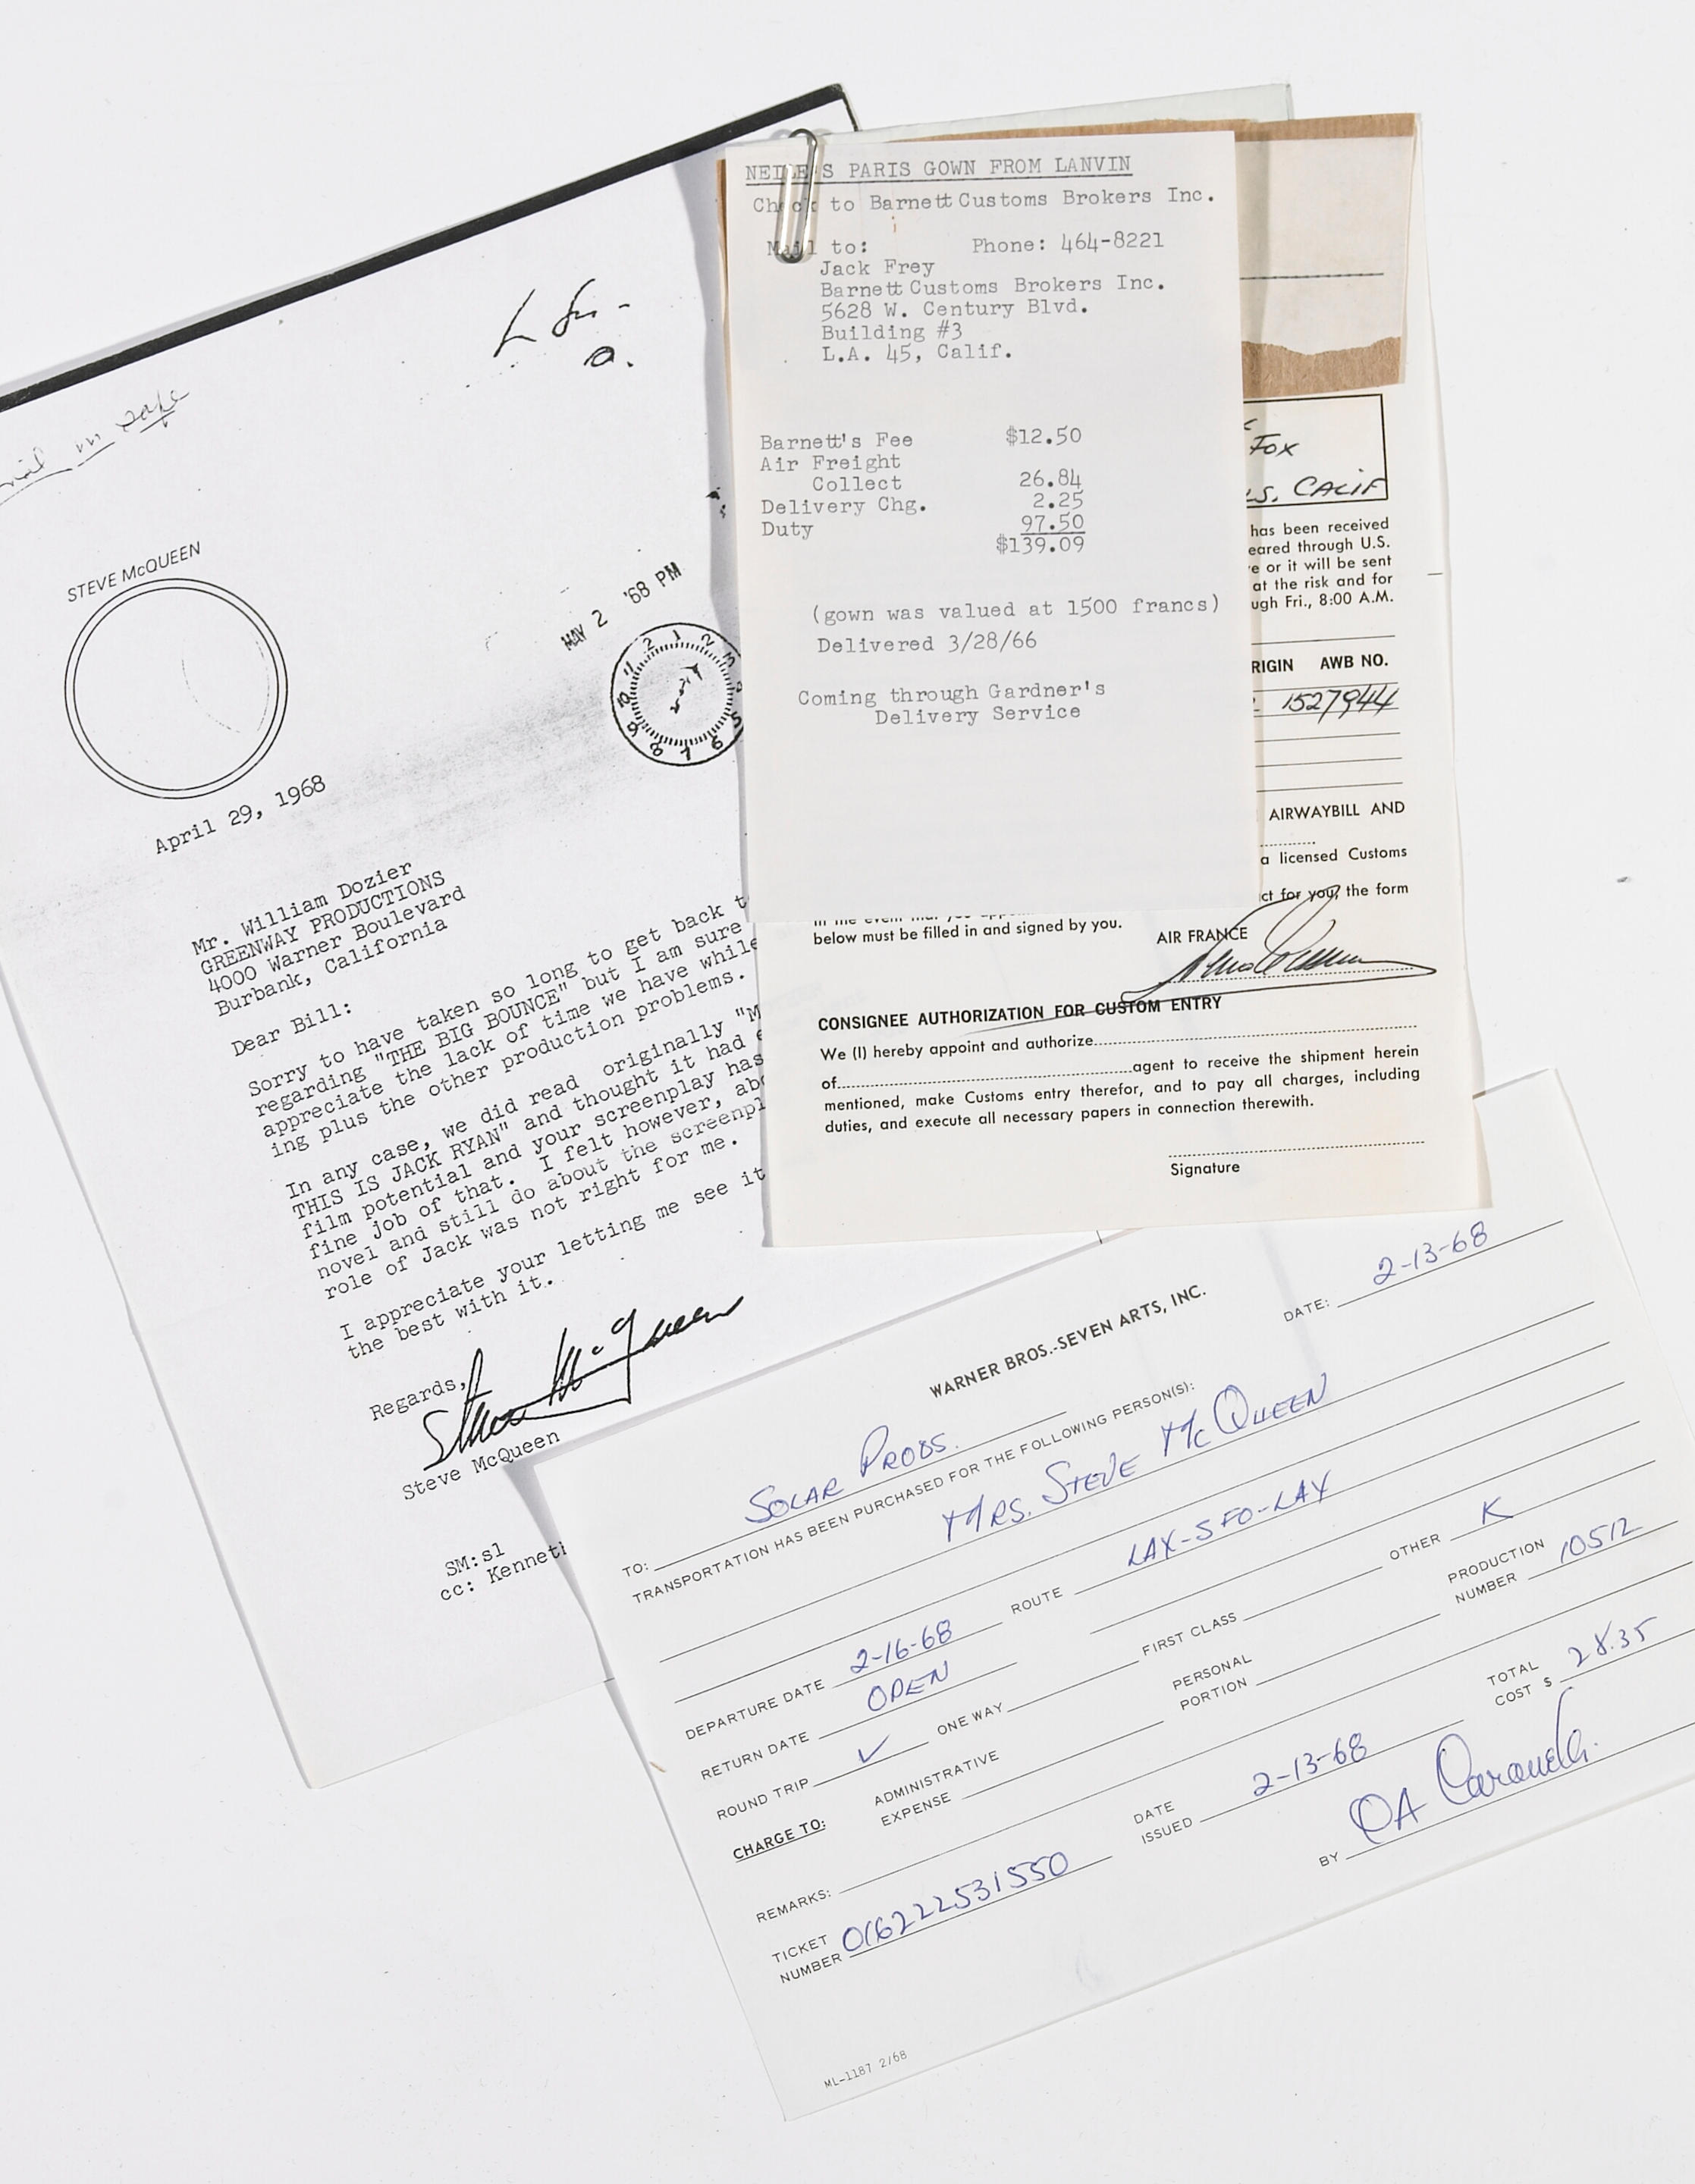 L
a.
in safe
STEVE McQUEEN
MAY 2 '68 PM
April 29, 1968
Mr. William Dozier
GREENWAY PRODUCTIONS
4000 Warner Boulevard
Burbank, California
Dear Bill:
Sorry to have taken so long to get back t
regarding "THE BIG BOUNCE" but I am sure
appreciate the lack of time we have while
ing plus the other production problems.
In any case, we did read originally "M
THIS IS JACK RYAN" and thought it had
film potential and your screenplay has
fine job of that. I felt however, abo
novel and still do about the screenpl
role of Jack was not right for me.
I appreciate your letting me see it
the best with it.
Regards,
Steve McQueen
Steve McQueen
SM:sl
cc: Kenneth
NEILE'S PARIS GOWN FROM LANVIN
Check to Barnett Customs Brokers Inc.
Mail to: Phone: 464-8221
Jack Frey
Barnett Customs Brokers Inc.
5628 W. Century Blvd.
Building #3
L.A. 45, Calif.
Barnett's Fee $12.50
Air Freight
Collect 26.84
Delivery Chg. 2.25
Duty 97.50
$139.09
(gown was valued at 1500 francs)
Delivered 3/28/66
Coming through Gardner's
Delivery Service
FOX
LS. CALIF
has been received
eared through U.S.
e or it will be sent
at the risk and for
ugh Fri., 8:00 A.M.
RIGIN AWB NO.
1527944
AIRWAYBILL AND
a licensed Customs
ct for you, the form
below must be filled in and signed by you.
AIR FRANCE
CONSIGNEE AUTHORIZATION FOR CUSTOM ENTRY
We (I) hereby appoint and authorize
of agent to receive the shipment herein
mentioned, make Customs entry therefor, and to pay all charges, including
duties, and execute all necessary papers in connection therewith.
Signature
WARNER BROS.-SEVEN ARTS, INC.
DATE: 2-13-68
TO: SOLAR PRODS.
TRANSPORTATION HAS BEEN PURCHASED FOR THE FOLLOWING PERSON(S):
MRS. STEVE McQUEEN
DEPARTURE DATE 2-16-68 ROUTE LAX-SFO-LAX
RETURN DATE OPEN
ROUND TRIP ✓ ONE WAY FIRST CLASS OTHER K
CHARGE TO: ADMINISTRATIVE EXPENSE PERSONAL PORTION PRODUCTION NUMBER 10512
REMARKS: TOTAL COST $ 28.35
TICKET NUMBER 016222531550 DATE ISSUED 2-13-68 BY
ML-1187 2/68